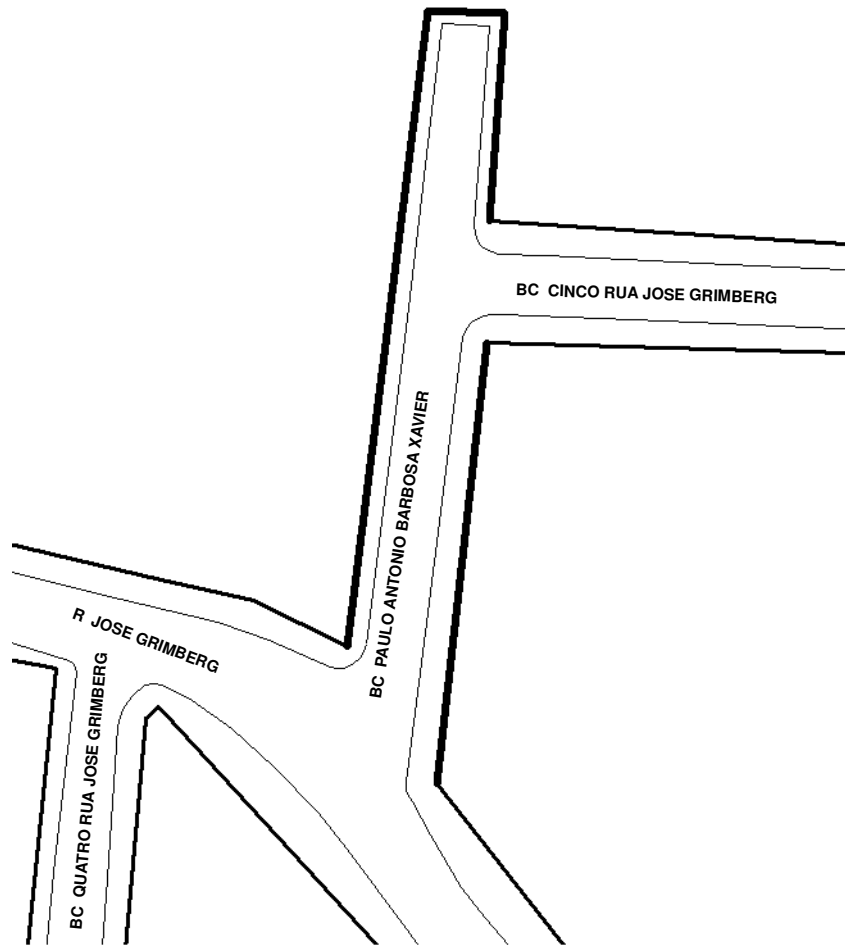 BC CINCO RUA JOSE GRIMBERG
BC PAULO ANTONIO BARBOSA XAVIER
R JOSE GRIMBERG
BC QUATRO RUA JOSE GRIMBERG